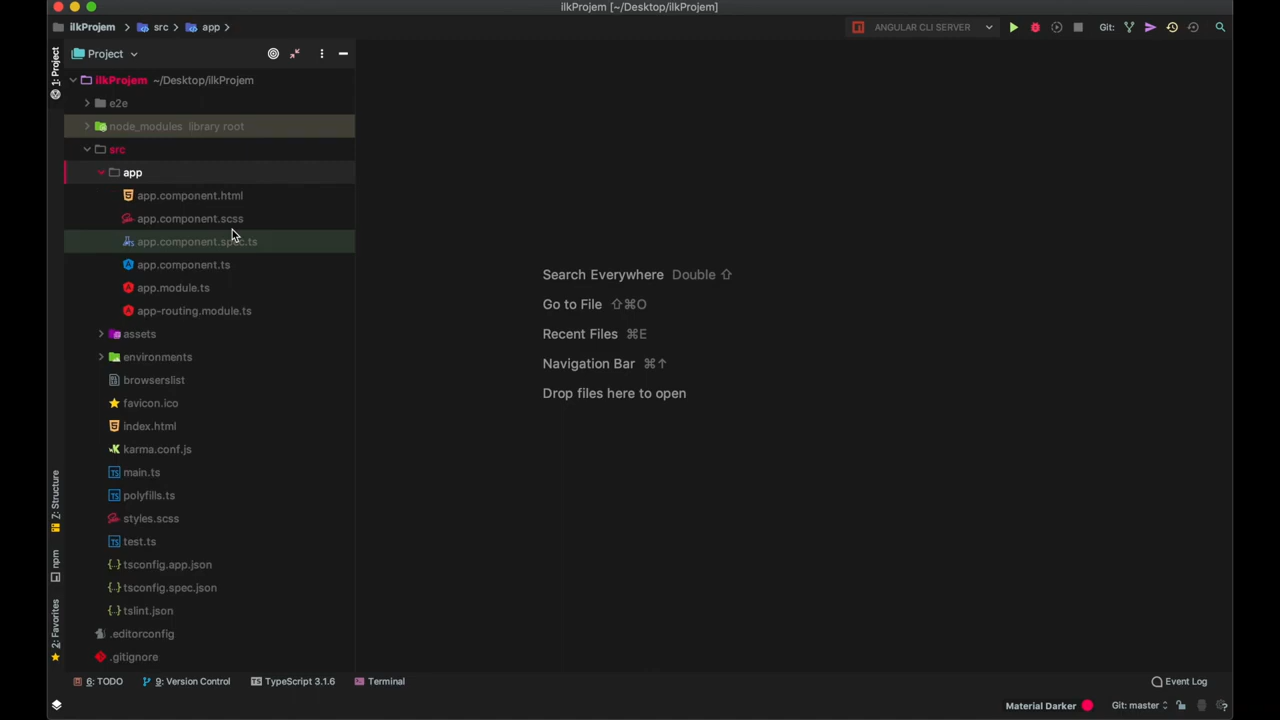 ilkProjem [~/Desktop/ilkProjem]
ilkProjem src app
ANGULAR CLI SERVER
Git:
1: Project
Project
ilkProjem ~/Desktop/ilkProjem
e2e
node_modules library root
src
app
app.component.html
app.component.scss
app.component.spec.ts
app.component.ts
app.module.ts
app-routing.module.ts
assets
environments
browserslist
favicon.ico
index.html
karma.conf.js
main.ts
polyfills.ts
styles.scss
test.ts
tsconfig.app.json
tsconfig.spec.json
tslint.json
.editorconfig
.gitignore
Search Everywhere Double ⇧
Go to File ⇧⌘O
Recent Files ⌘E
Navigation Bar ⌘↑
Drop files here to open
Z: Structure
npm
2: Favorites
6: TODO
9: Version Control
TypeScript 3.1.6
Terminal
Event Log
Material Darker
Git: master